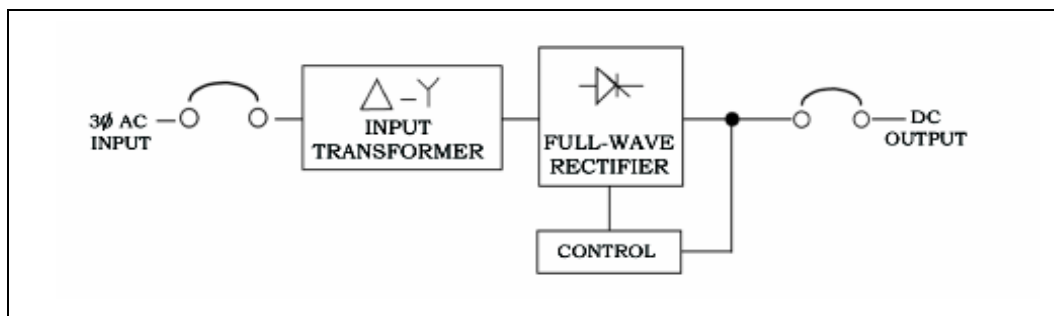 3Ø AC
INPUT
Δ-Y
INPUT
TRANSFORMER
FULL-WAVE
RECTIFIER
CONTROL
DC
OUTPUT